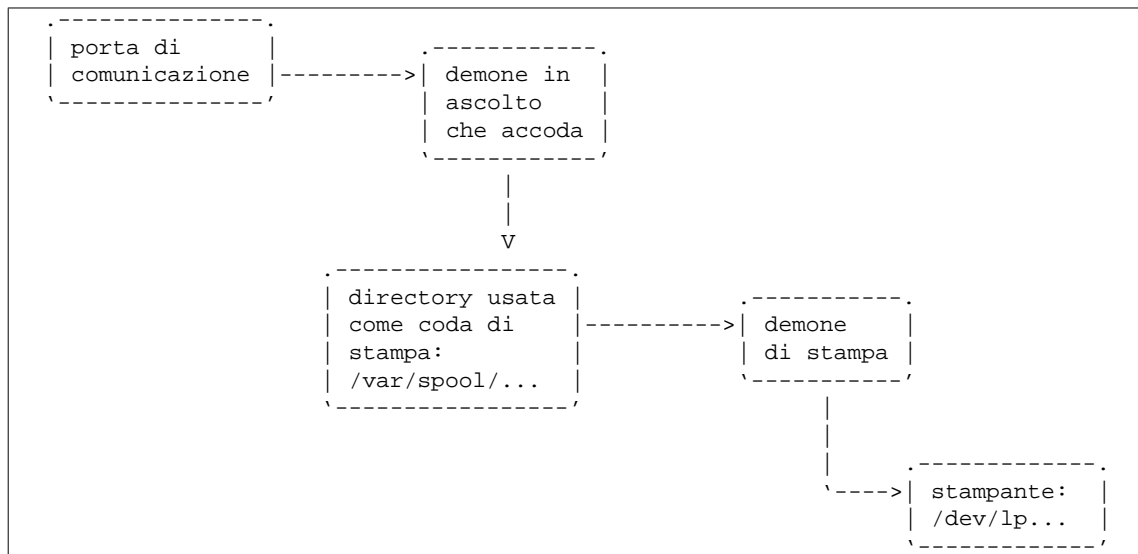 porta di
comunicazione
demone in
ascolto
che accoda
V
directory usata
come coda di
stampa:
/var/spool/...
demone
di stampa
stampante:
/dev/lp...